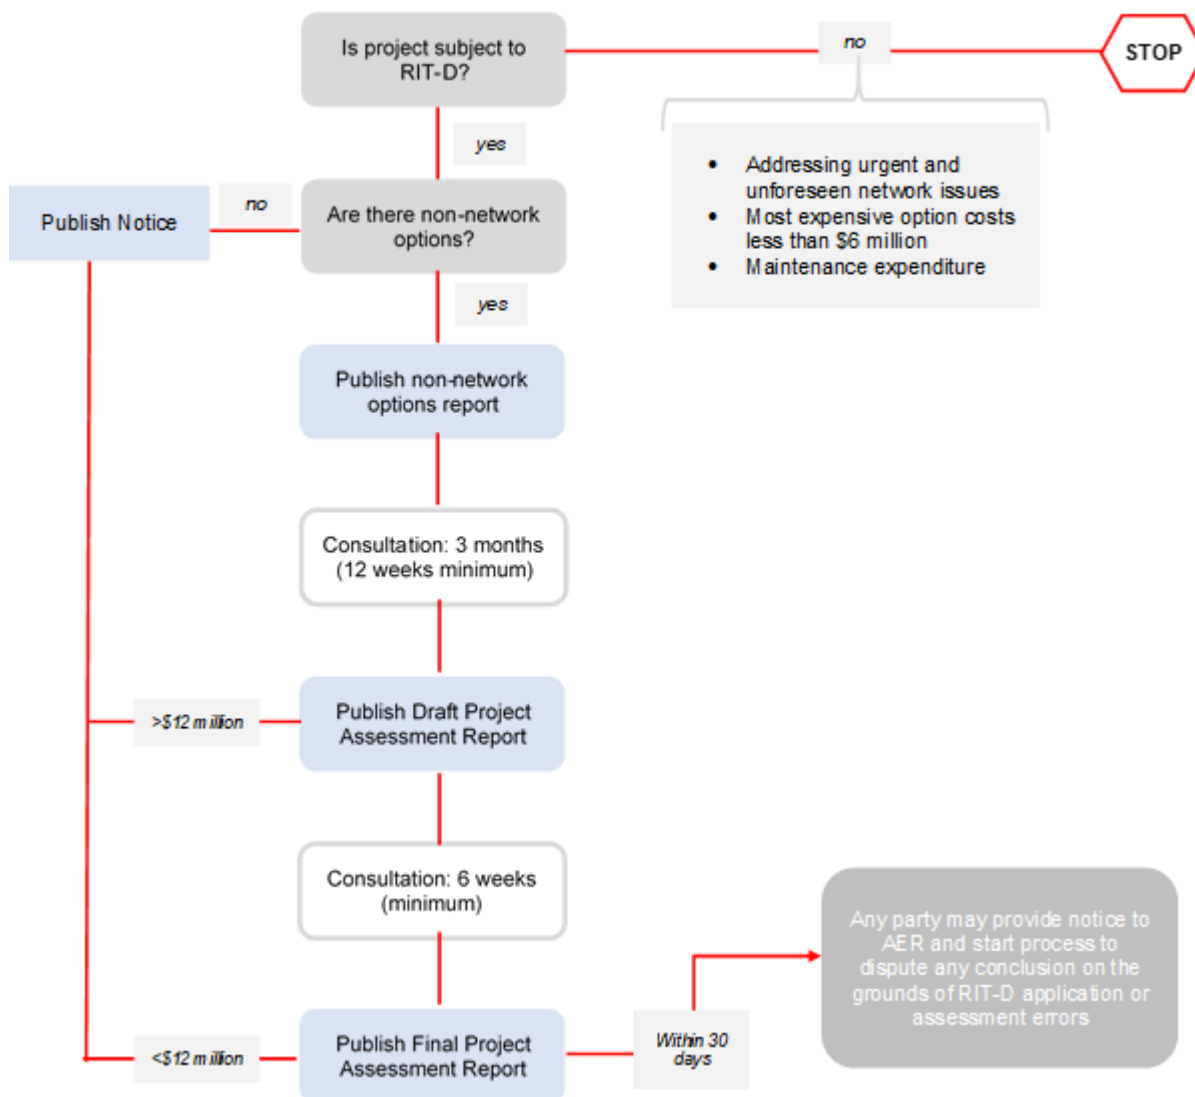 Is project subject to
RIT-D?
no
STOP
yes
• Addressing urgent and
unforeseen network issues
• Most expensive option costs
less than $6 million
• Maintenance expenditure
Publish Notice
no
Are there non-network
options?
yes
Publish non-network
options report
Consultation: 3 months
(12 weeks minimum)
>$12 million
Publish Draft Project
Assessment Report
Consultation: 6 weeks
(minimum)
Any party may provide notice to
AER and start process to
dispute any conclusion on the
grounds of RIT-D application or
assessment errors
<$12 million
Publish Final Project
Assessment Report
Within 30
days